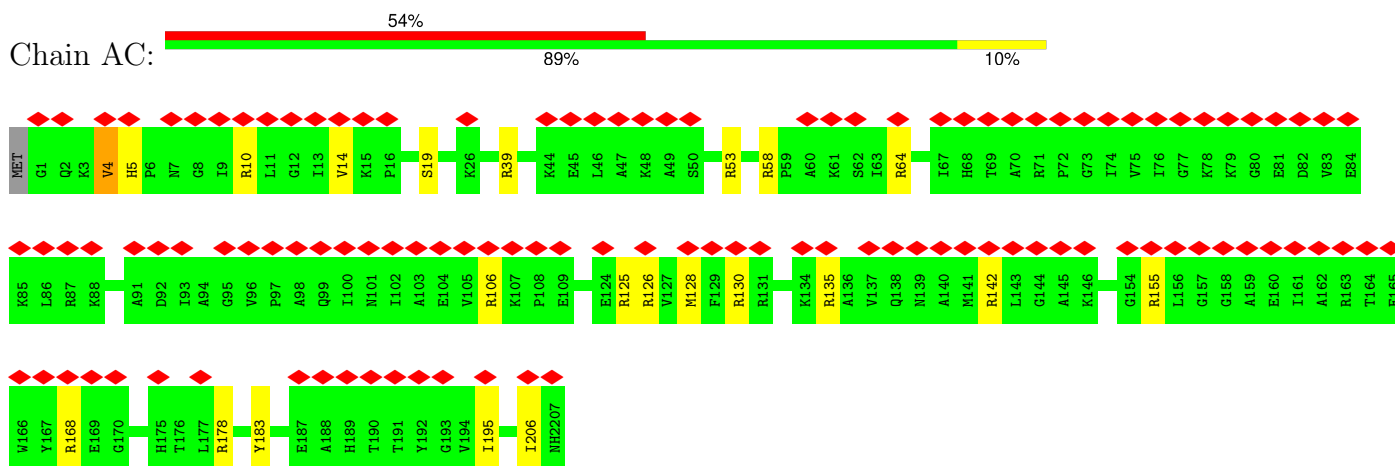 54%
Chain AC:
89% 10%
MET G1 Q2 K3 V4 H5 P6 N7 G8 I9 R10 L11 G12 I13 V14 K15 P16 S19 K26 R39 K44 E45 L46 A47 K48 A49 S50 R53 R58 P59 A60 K61 S62 I63 R64 I67 H68 T69 A70 R71 P72 G73 I74 V75 I76 G77 K78 K79 G80 E81 D82 V83 E84
K85 L86 R87 K88 A91 D92 I93 A94 G95 V96 P97 A98 Q99 I100 N101 I102 A103 E104 V105 R106 K107 P108 E109 E124 R125 R126 V127 M128 F129 R130 R131 K134 R135 A136 V137 Q138 N139 A140 M141 R142 L143 G144 A145 K146 G154 R155 L156 G157 G158 A159 E160 I161 A162 R163 T164 E165
W166 Y167 R168 E169 G170 H175 T176 L177 R178 Y183 E187 A188 H189 T190 T191 Y192 G193 V194 I195 I206 NH2207